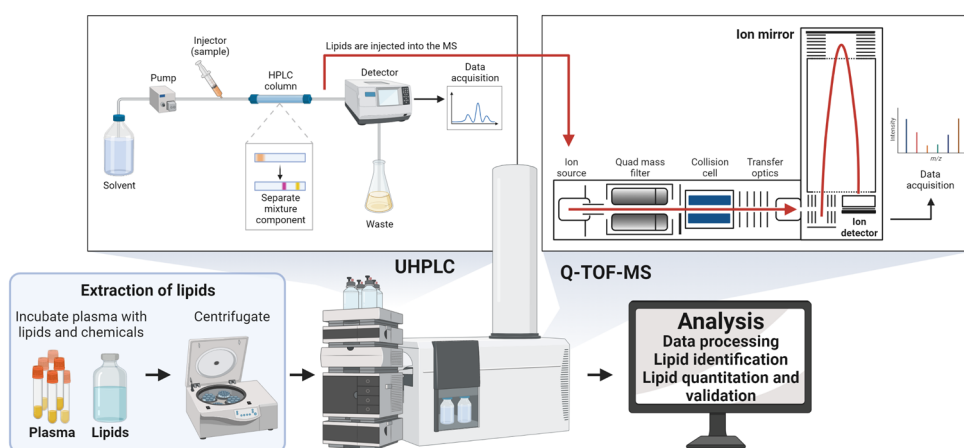 Injector
(sample)
Pump
HPLC
column
Lipids are injected into the MS
Detector
Data
acquisition
Solvent
Separate
mixture
component
Waste
UHPLC
Ion mirror
Ion
source
Quad mass
filter
Collision
cell
Transfer
optics
Intensity
m/z
Data
acquisition
Ion
detector
Q-TOF-MS
Extraction of lipids
Incubate plasma with
lipids and chemicals
Centrifugate
Plasma
Lipids
Analysis
Data processing
Lipid identification
Lipid quantitation and
validation